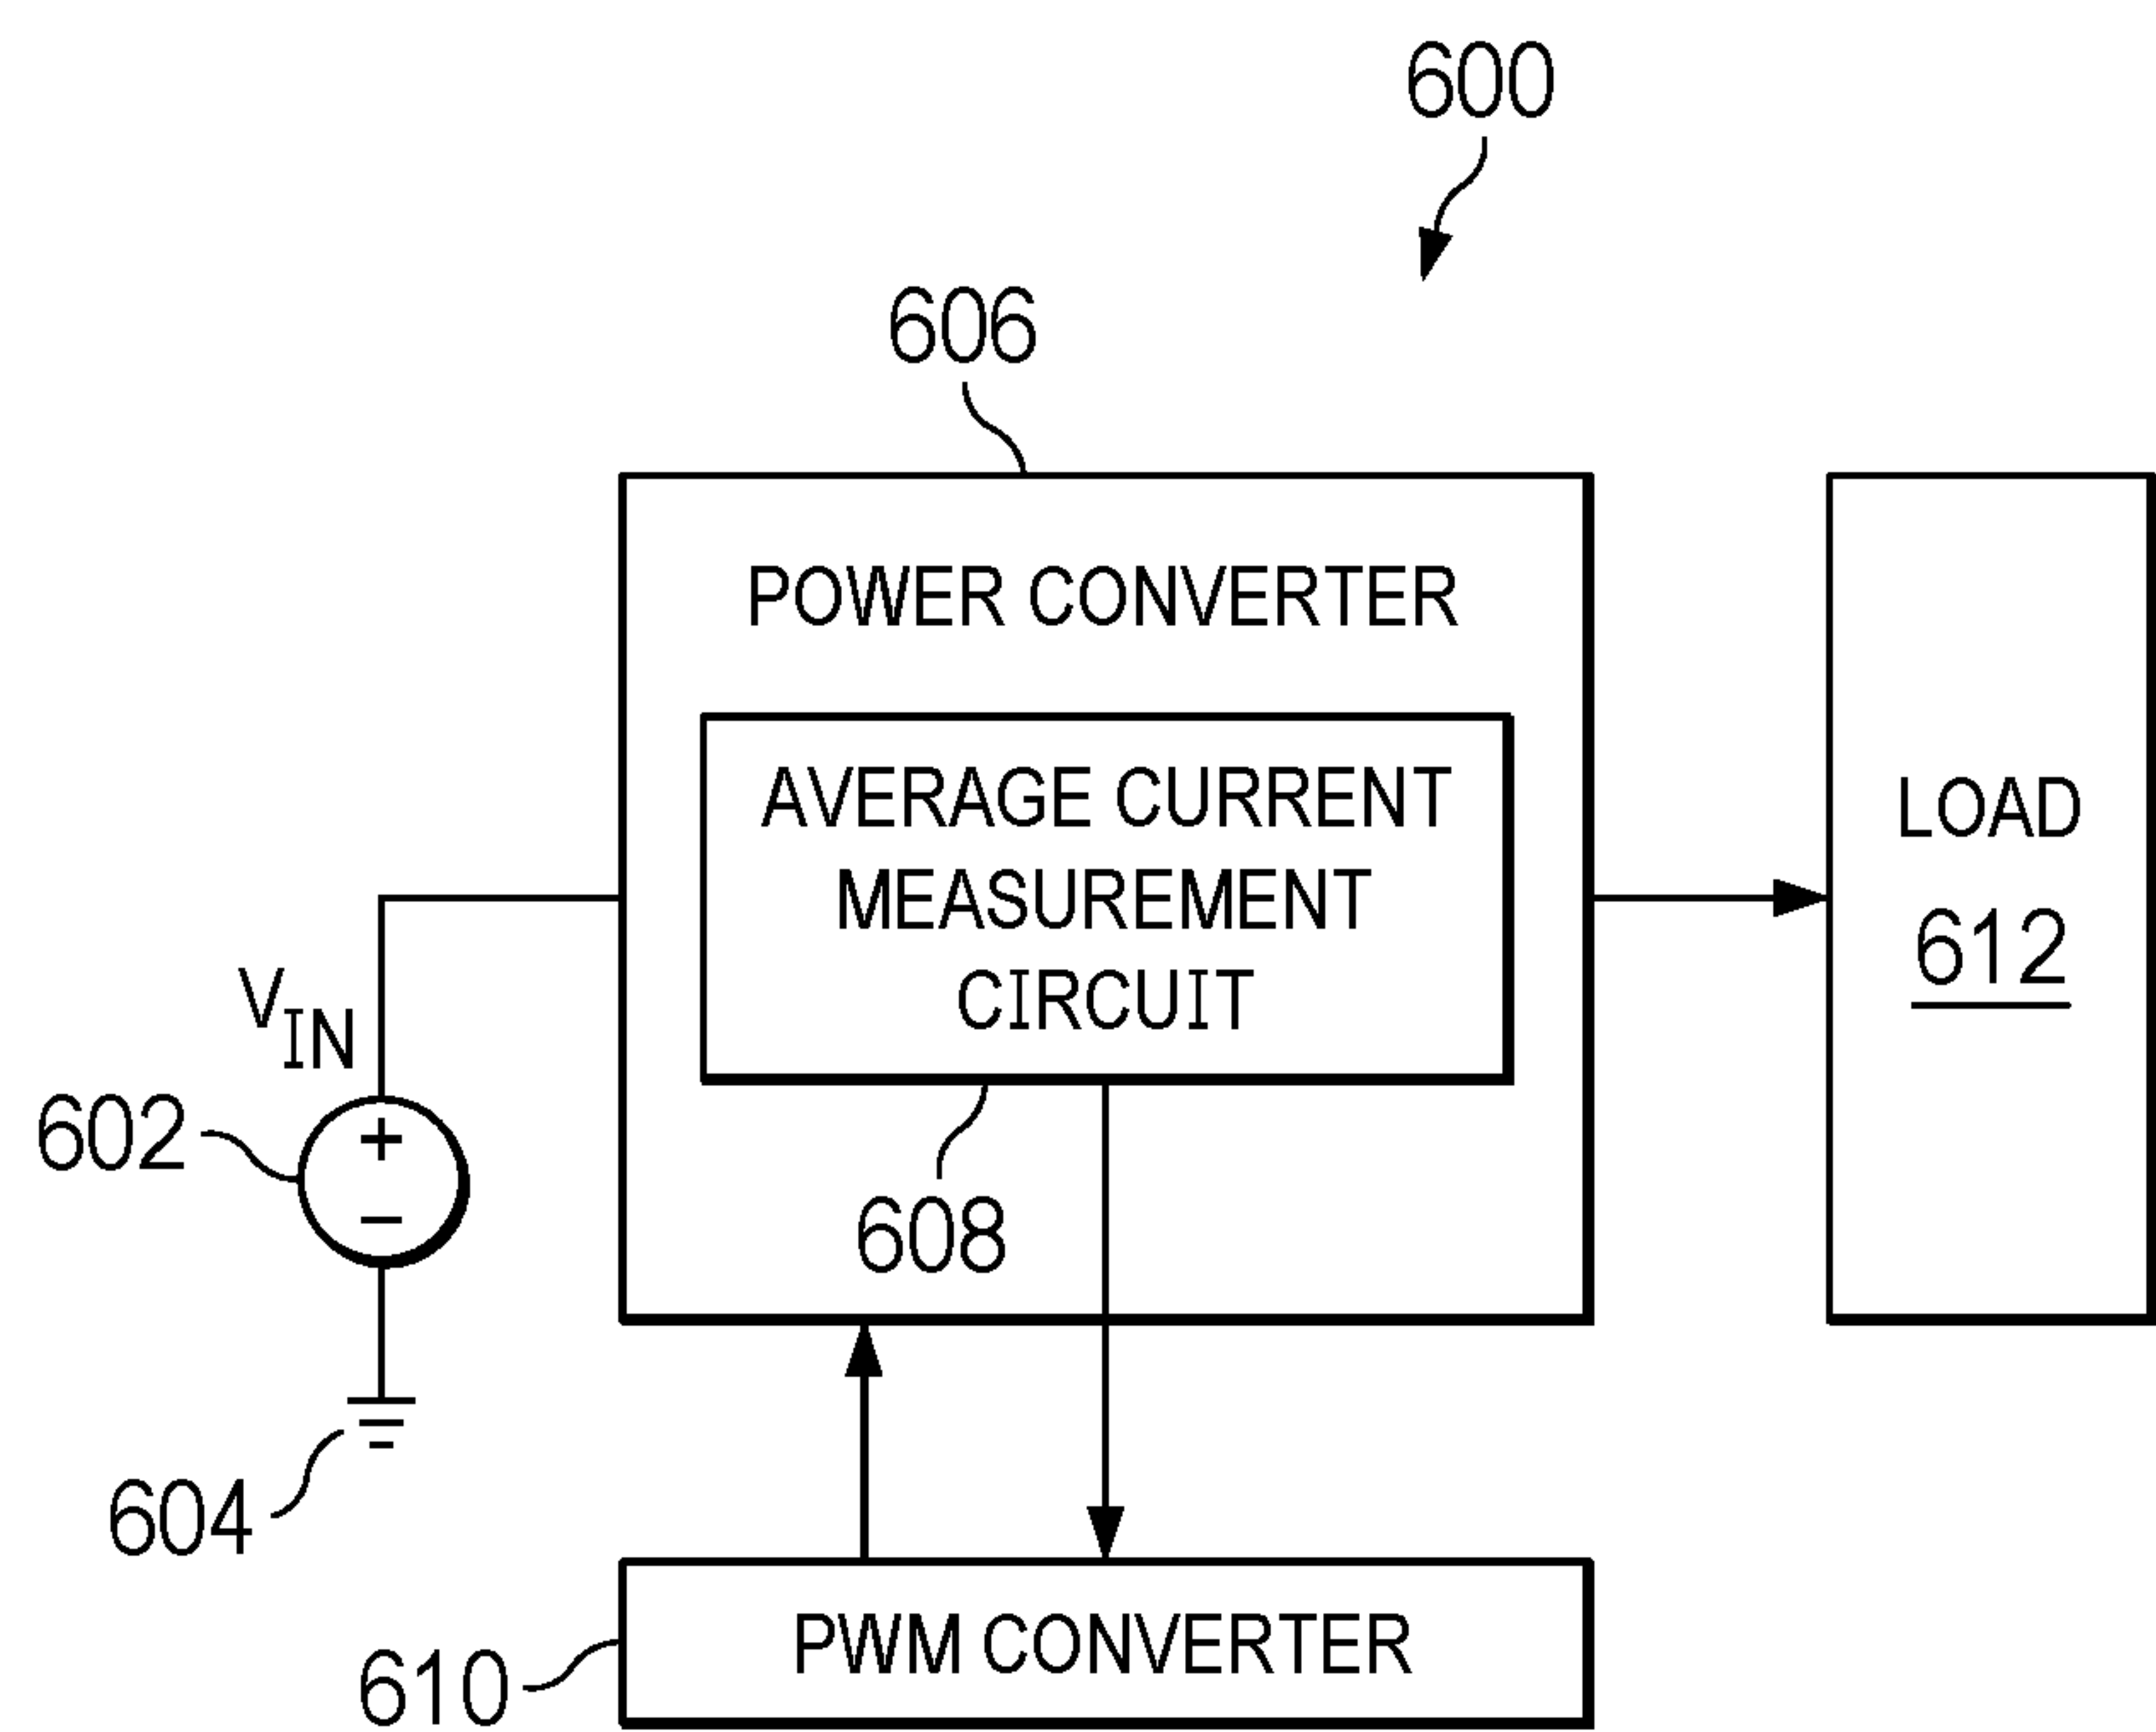 600
606
POWER CONVERTER
AVERAGE CURRENT
MEASUREMENT
CIRCUIT
LOAD
612
VIN
602
+
−
608
604
PWM CONVERTER
610